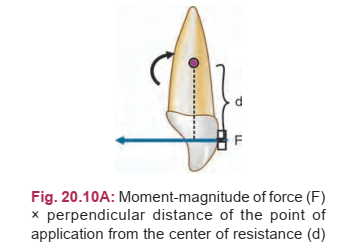 d
F
Fig. 20.10A: Moment-magnitude of force (F)
× perpendicular distance of the point of
application from the center of resistance (d)